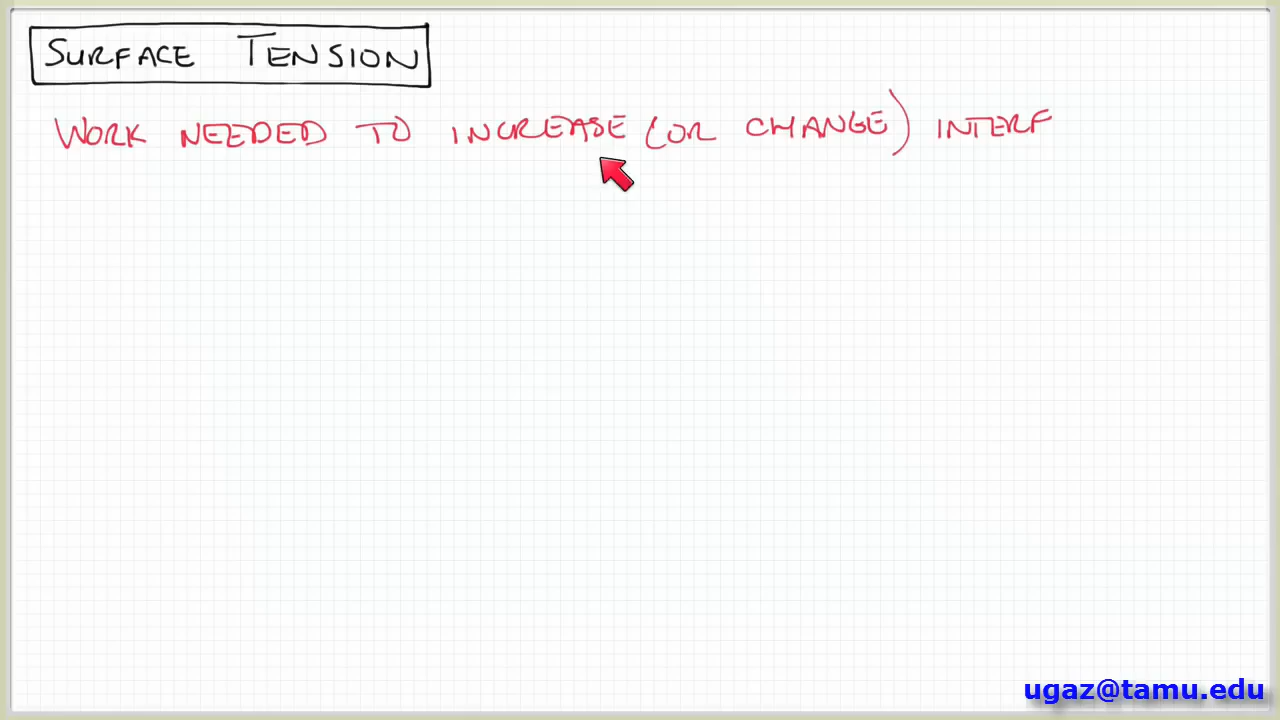 SURFACE TENSION
WORK NEEDED TO INCREASE (OR CHANGE) INTERF
ugaz@tamu.edu